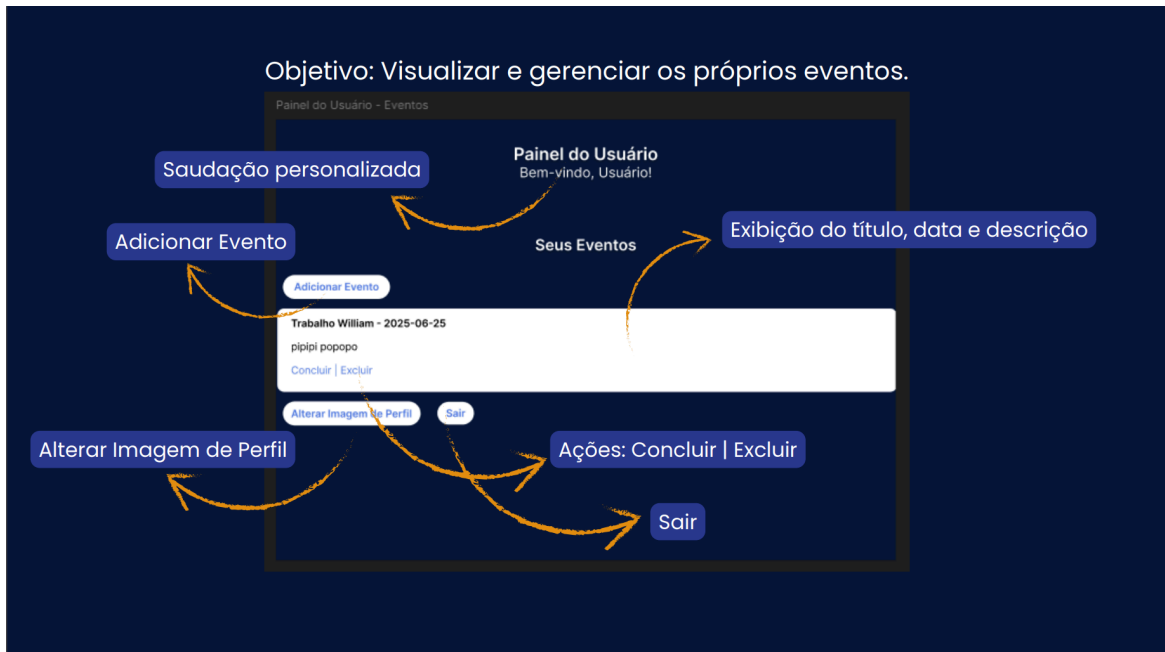 Objetivo: Visualizar e gerenciar os próprios eventos.
Painel do Usuário - Eventos
Painel do Usuário
Bem-vindo, Usuário!
Saudação personalizada
Exibição do título, data e descrição
Adicionar Evento
Seus Eventos
Adicionar Evento
Trabalho William - 2025-06-25
pipipi popopo
Concluir | Excluir
Alterar Imagem de Perfil
Sair
Alterar Imagem de Perfil
Ações: Concluir | Excluir
Sair